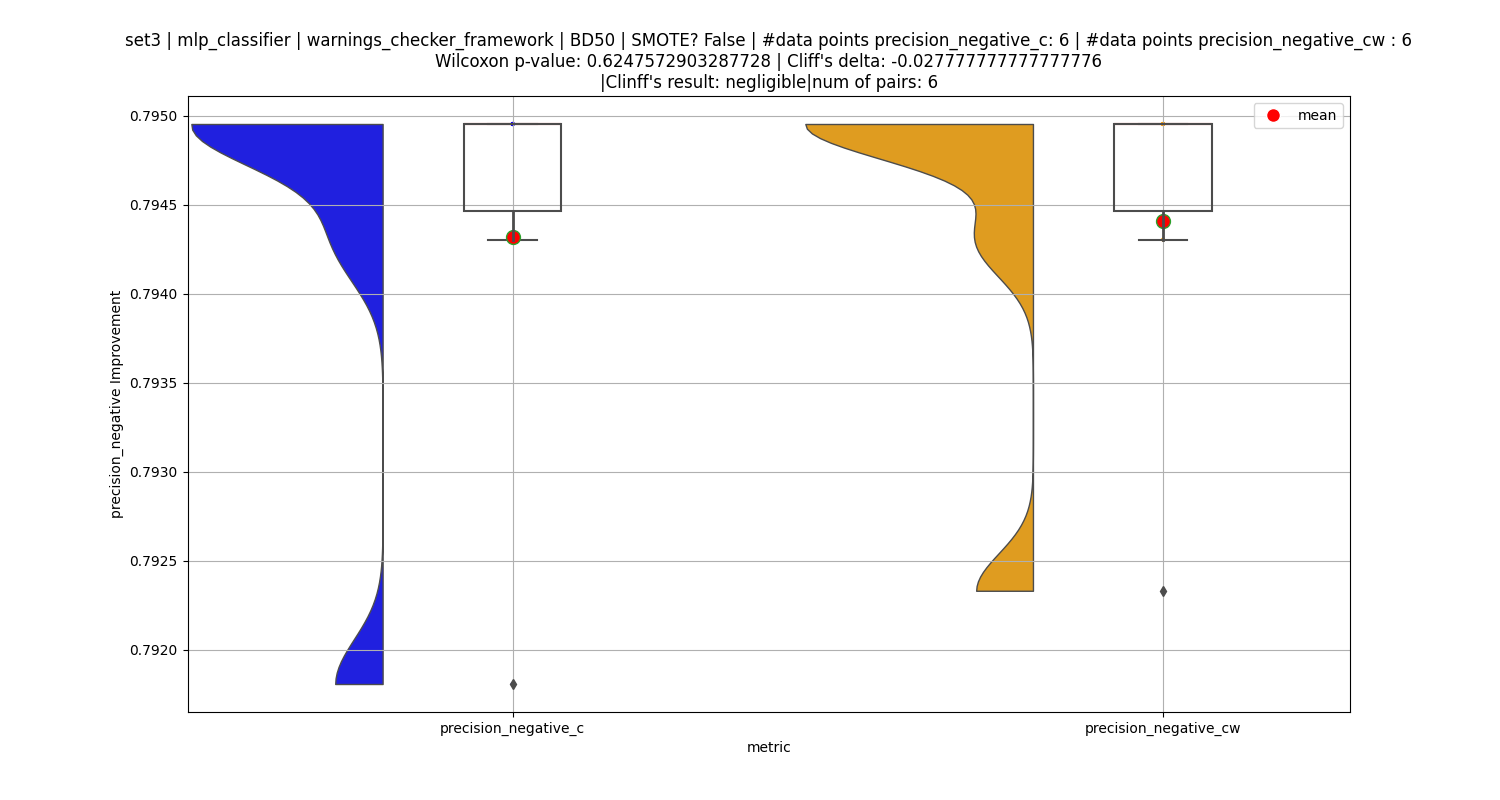 set3 | mlp_classifier | warnings_checker_framework | BD50 | SMOTE? False | #data points precision_negative_c: 6 | #data points precision_negative_cw : 6
Wilcoxon p-value: 0.6247572903287728 | Cliff's delta: -0.027777777777777776
|Clinff's result: negligible|num of pairs: 6
mean
0.7950
0.7945
0.7940
0.7935
0.7930
0.7925
0.7920
precision_negative Improvement
precision_negative_c
precision_negative_cw
metric